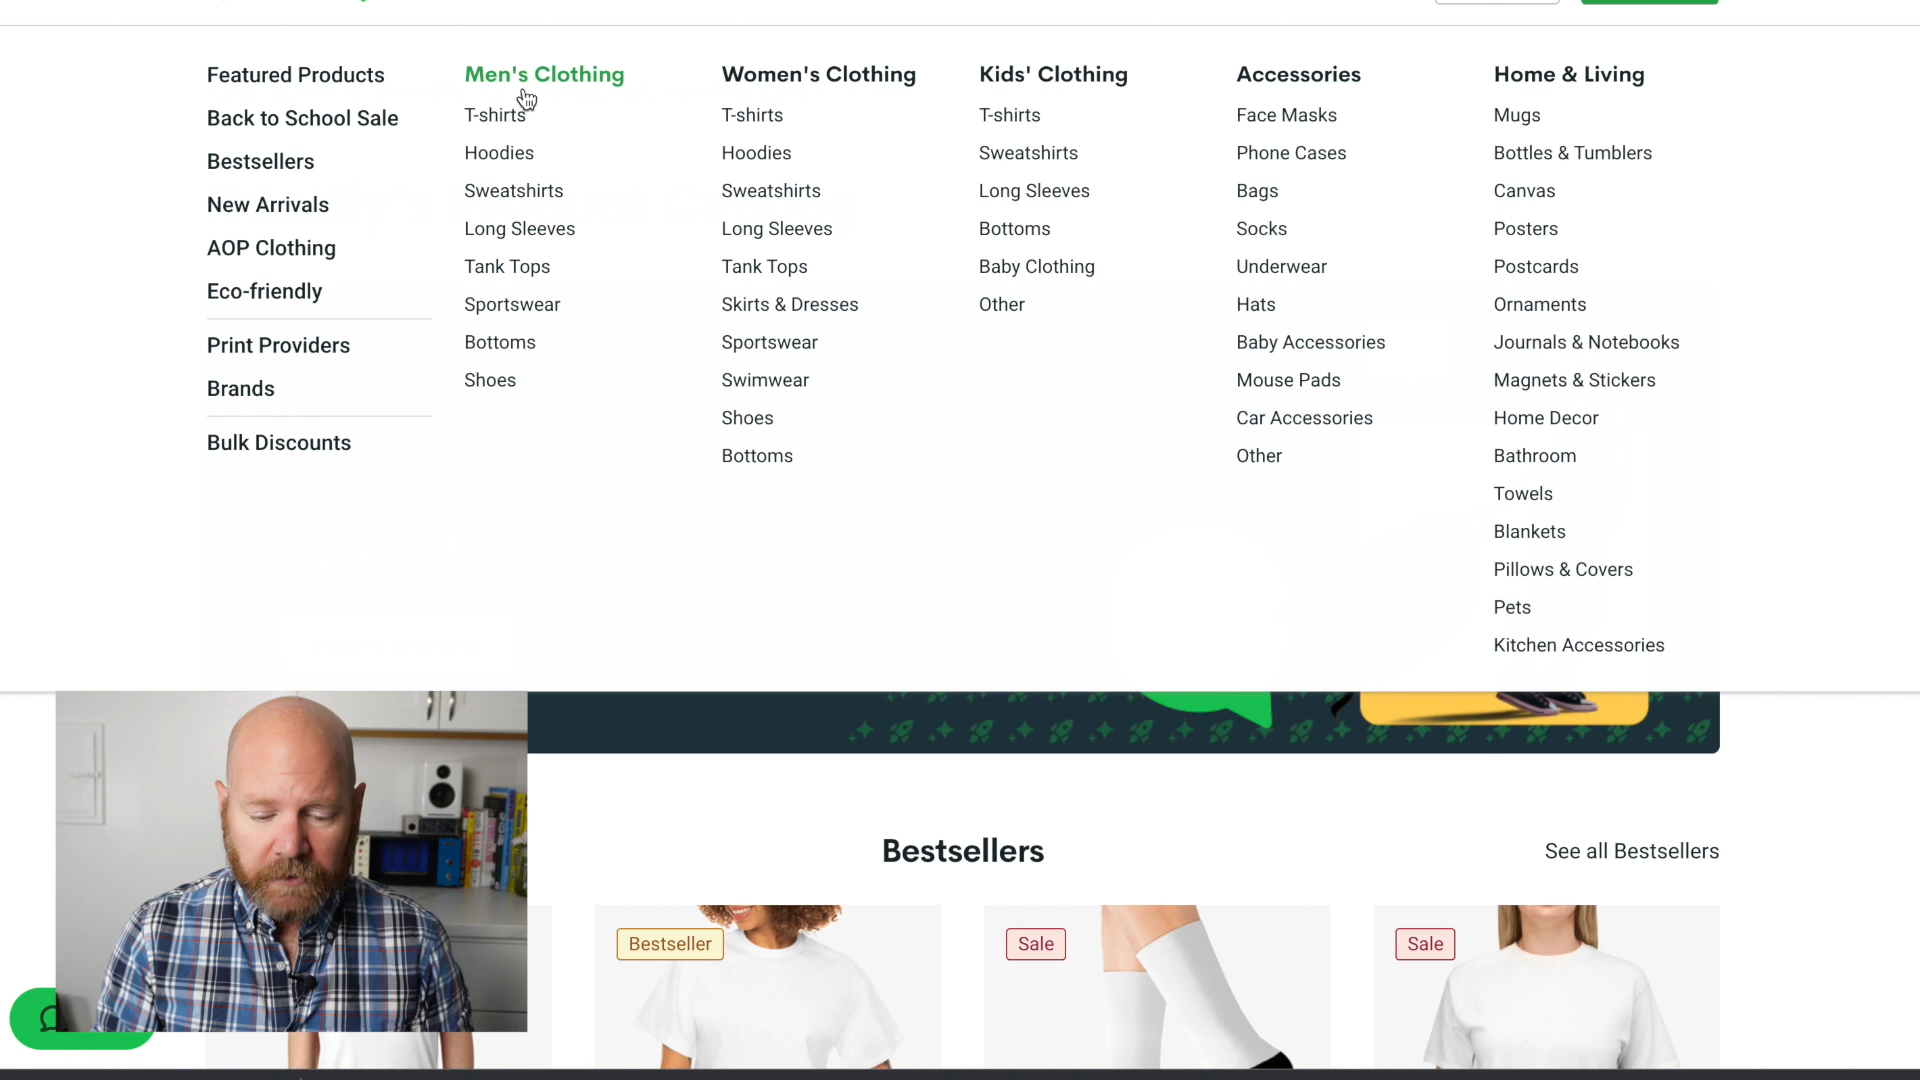 Featured Products
Back to School Sale
Bestsellers
New Arrivals
AOP Clothing
Eco-friendly
Print Providers
Brands
Bulk Discounts
Men's Clothing
T-shirts
Hoodies
Sweatshirts
Long Sleeves
Tank Tops
Sportswear
Bottoms
Shoes
Women's Clothing
T-shirts
Hoodies
Sweatshirts
Long Sleeves
Tank Tops
Skirts & Dresses
Sportswear
Swimwear
Shoes
Bottoms
Kids' Clothing
T-shirts
Sweatshirts
Long Sleeves
Bottoms
Baby Clothing
Other
Accessories
Face Masks
Phone Cases
Bags
Socks
Underwear
Hats
Baby Accessories
Mouse Pads
Car Accessories
Other
Home & Living
Mugs
Bottles & Tumblers
Canvas
Posters
Postcards
Ornaments
Journals & Notebooks
Magnets & Stickers
Home Decor
Bathroom
Towels
Blankets
Pillows & Covers
Pets
Kitchen Accessories
Bestsellers
See all Bestsellers
Bestseller
Sale
Sale